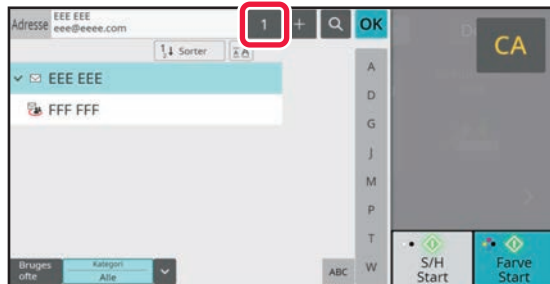 Adresse
EEE EEE
eee@eeee.com
1
+
OK
CA
Sorter
EEE EEE
FFF FFF
A
D
G
J
M
P
T
W
Bruges
ofte
Kategori
Alle
ABC
S/H
Start
Farve
Start